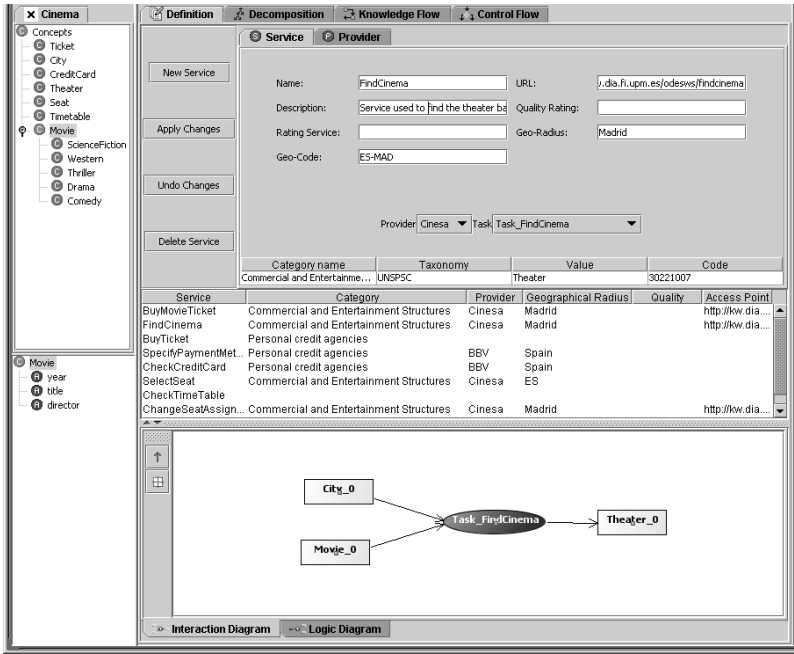 Cinema
Concepts
Ticket
City
CreditCard
Theater
Seat
Timetable
Movie
ScienceFiction
Western
Thriller
Drama
Comedy
Movie
year
title
director
Definition Decomposition Knowledge Flow Control Flow
Service Provider
New Service
Apply Changes
Undo Changes
Delete Service
Name: FindCinema URL: .dia.fi.upm.es/odesws/findcinema
Description: Service used to find the theater ba Quality Rating:
Rating Service: Geo-Radius: Madrid
Geo-Code: ES-MAD
Provider Cinesa Task Task_FindCinema
Category name Taxonomy Value Code
Commercial and Entertainme... UNSPSC Theater 30221007
Service Category Provider Geographical Radius Quality Access Point
BuyMovieTicket Commercial and Entertainment Structures Cinesa Madrid http://kw.dia....
FindCinema Commercial and Entertainment Structures Cinesa Madrid http://kw.dia....
BuyTicket Personal credit agencies
SpecifyPaymentMet... Personal credit agencies BBV Spain
CheckCreditCard Personal credit agencies BBV Spain
SelectSeat Commercial and Entertainment Structures Cinesa ES
CheckTimeTable
ChangeSeatAssign... Commercial and Entertainment Structures Cinesa Madrid http://kw.dia....
City_0
Task_FindCinema
Theater_0
Movie_0
Interaction Diagram Logic Diagram